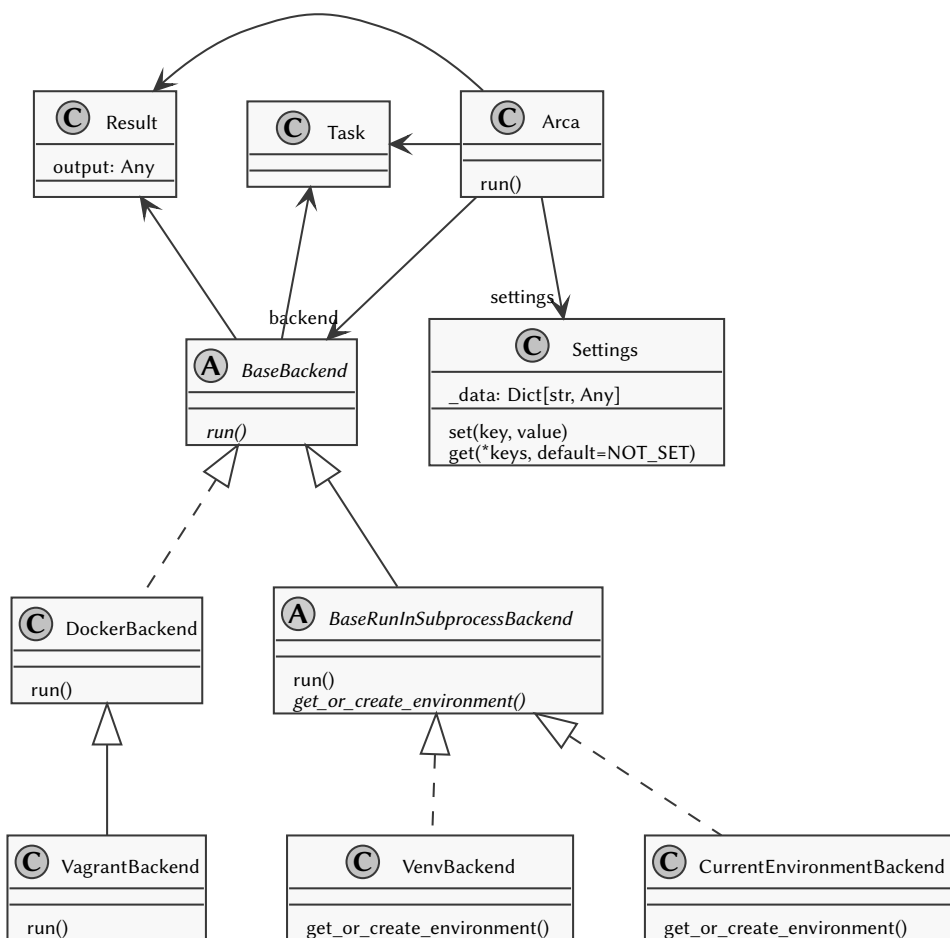 C Result
output: Any
C Task
C Arca
run()
settings
backend
A BaseBackend
run()
C Settings
_data: Dict[str, Any]
set(key, value)
get(*keys, default=NOT_SET)
C DockerBackend
run()
A BaseRunInSubprocessBackend
run()
get_or_create_environment()
C VagrantBackend
run()
C VenvBackend
get_or_create_environment()
C CurrentEnvironmentBackend
get_or_create_environment()